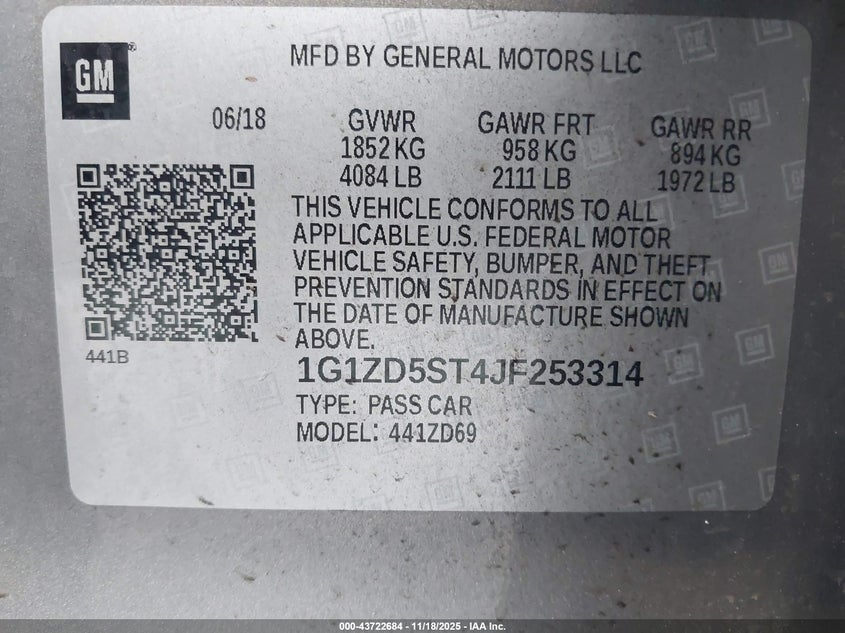 GM
MFD BY GENERAL MOTORS LLC
06/18
GVWR GAWR FRT GAWR RR
1852 KG 958 KG 894 KG
4084 LB 2111 LB 1972 LB
THIS VEHICLE CONFORMS TO ALL
APPLICABLE U.S. FEDERAL MOTOR
VEHICLE SAFETY, BUMPER, AND THEFT
PREVENTION STANDARDS IN EFFECT ON
THE DATE OF MANUFACTURE SHOWN
ABOVE.
441B
1G1ZD5ST4JF253314
TYPE: PASS CAR
MODEL: 441ZD69
000-43722684 - 11/18/2025 - IAA Inc.